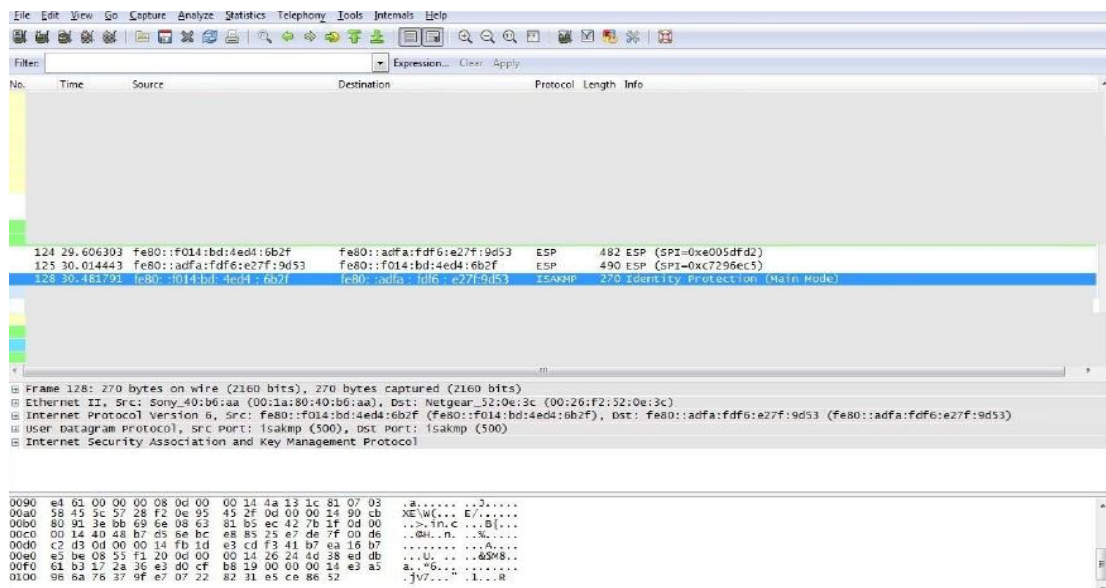 File Edit View Go Capture Analyze Statistics Telephony Tools Internals Help
Filter: Expression... Clear Apply
No. Time Source Destination Protocol Length Info
124 29.606303 fe80::f014:bd:4ed4:6b2f fe80::adfa:fdf6:e27f:9d53 ESP 482 ESP (SPI=0xe005dfd2)
125 30.014443 fe80::adfa:fdf6:e27f:9d53 fe80::f014:bd:4ed4:6b2f ESP 490 ESP (SPI=0xc7296ec5)
128 30.481791 fe80: :f014:bd: 4ed4 : 6b2f fe80: :adfa : fdf6 : e27f:9d53 ISAKMP 270 Identity Protection (Main Mode)
Frame 128: 270 bytes on wire (2160 bits), 270 bytes captured (2160 bits)
Ethernet II, Src: Sony_40:b6:aa (00:1a:80:40:b6:aa), Dst: Netgear_52:0e:3c (00:26:f2:52:0e:3c)
Internet Protocol Version 6, Src: fe80::f014:bd:4ed4:6b2f (fe80::f014:bd:4ed4:6b2f), Dst: fe80::adfa:fdf6:e27f:9d53 (fe80::adfa:fdf6:e27f:9d53)
User Datagram Protocol, Src Port: isakmp (500), Dst Port: isakmp (500)
Internet Security Association and Key Management Protocol
0090 e4 61 00 00 00 08 0d 00 00 14 4a 13 1c 81 07 03 .a...... ..J.....
00a0 58 45 5c 57 28 f2 0e 95 45 2f 0d 00 00 14 90 cb XE\W(... E/......
00b0 80 91 3e bb 69 6e 08 63 81 b5 ec 42 7b 1f 0d 00 ..>.in.c ...B{...
00c0 00 14 40 48 b7 d5 6e bc e8 85 25 e7 de 7f 00 d6 ..@H..n. ..%.....
00d0 c2 d3 0d 00 00 14 fb 1d e3 cd f3 41 b7 ea 16 b7 ........ ...A....
00e0 e5 be 08 55 f1 20 0d 00 00 14 26 24 4d 38 ed db ...U. .. ..&$M8..
00f0 61 b3 17 2a 36 e3 d0 cf b8 19 00 00 00 14 e3 a5 a..*6... ........
0100 96 6a 76 37 9f e7 07 22 82 31 e5 ce 86 52 .jv7..." .1...R